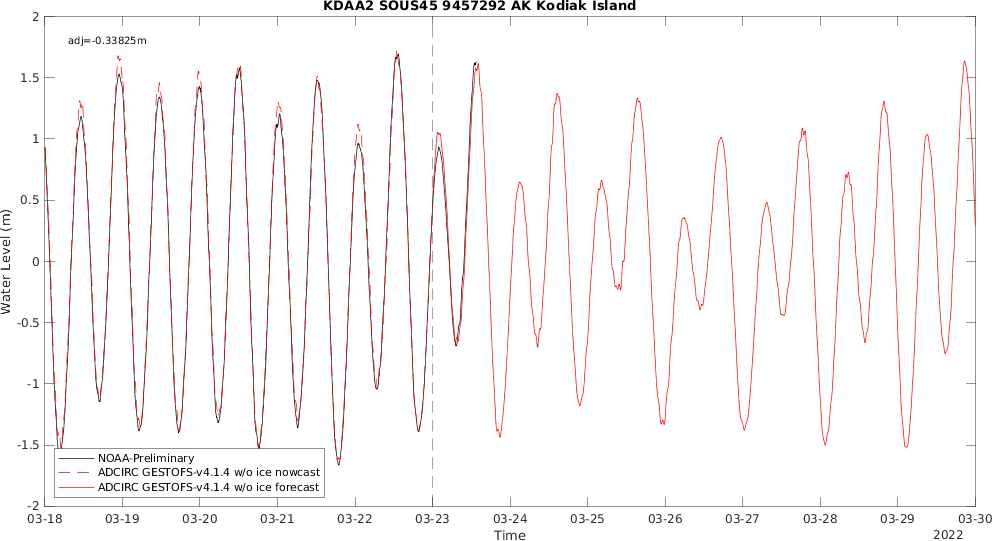 KDAA2 SOUS45 9457292 AK Kodiak Island
adj=-0.33825m
2
1.5
1
0.5
0
-0.5
-1
-1.5
-2
Water Level (m)
NOAA-Preliminary
ADCIRC GESTOFS-v4.1.4 w/o ice nowcast
ADCIRC GESTOFS-v4.1.4 w/o ice forecast
03-18 03-19 03-20 03-21 03-22 03-23 03-24 03-25 03-26 03-27 03-28 03-29 03-30
Time
2022